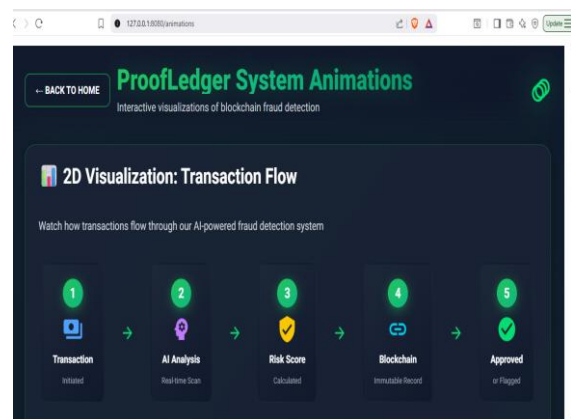 127.0.0.1:8080/animations
Update
← BACK TO HOME
ProofLedger System Animations
Interactive visualizations of blockchain fraud detection
2D Visualization: Transaction Flow
Watch how transactions flow through our AI-powered fraud detection system
1 → 2 → 3 → 4 → 5
Transaction AI Analysis Risk Score Blockchain Approved
Initiated Real-time Scan Calculated Immutable Record or Flagged